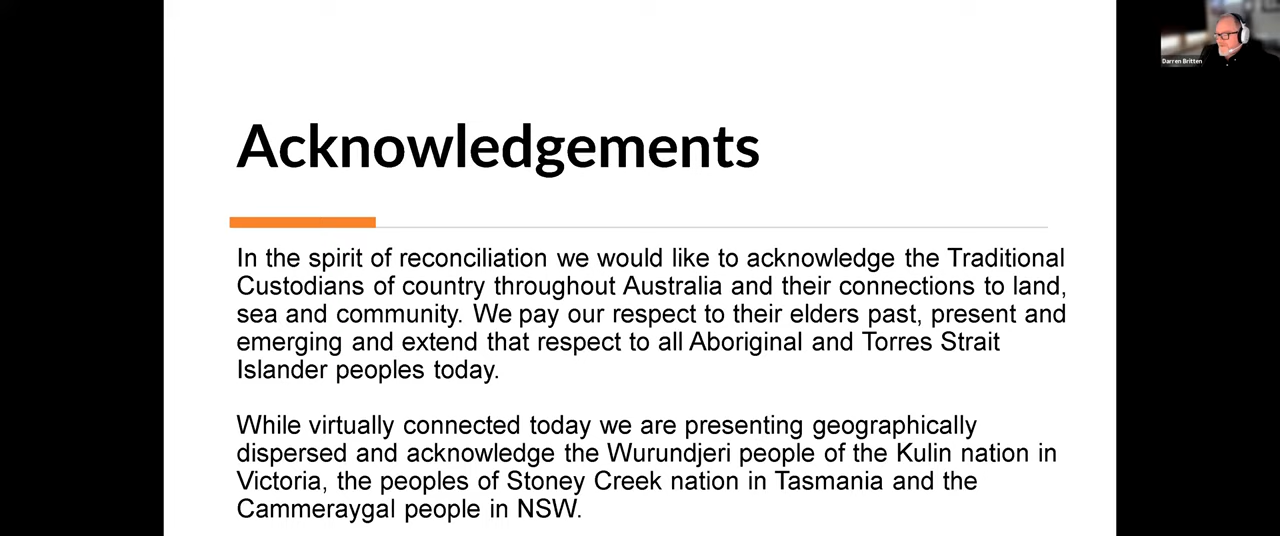 Acknowledgements
Darren Britten
In the spirit of reconciliation we would like to acknowledge the Traditional
Custodians of country throughout Australia and their connections to land,
sea and community. We pay our respect to their elders past, present and
emerging and extend that respect to all Aboriginal and Torres Strait
Islander peoples today.
While virtually connected today we are presenting geographically
dispersed and acknowledge the Wurundjeri people of the Kulin nation in
Victoria, the peoples of Stoney Creek nation in Tasmania and the
Cammeraygal people in NSW.